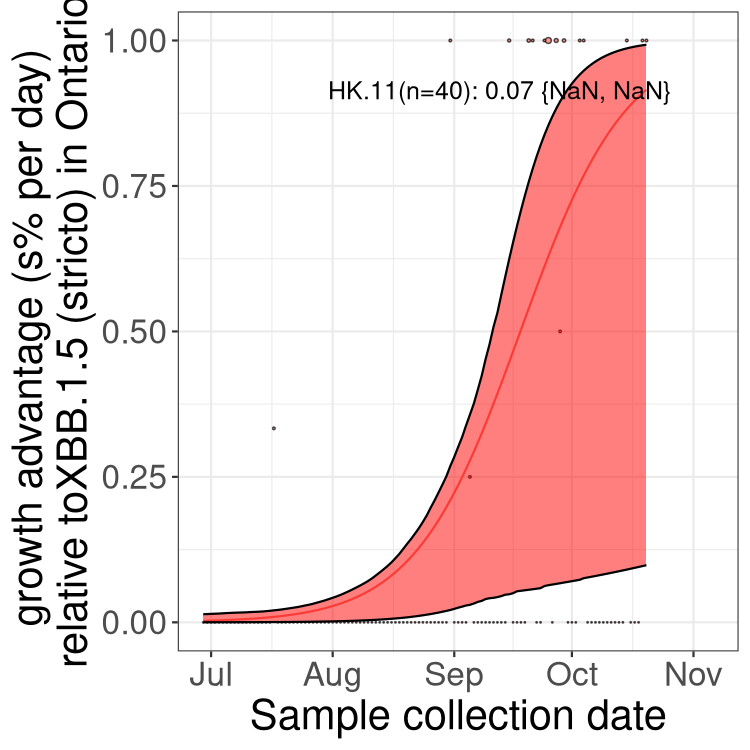 growth advantage (s% per day)
relative toXBB.1.5 (stricto) in Ontario
1.00
0.75
0.50
0.25
0.00
HK.11(n=40): 0.07 {NaN, NaN}
Jul Aug Sep Oct Nov
Sample collection date